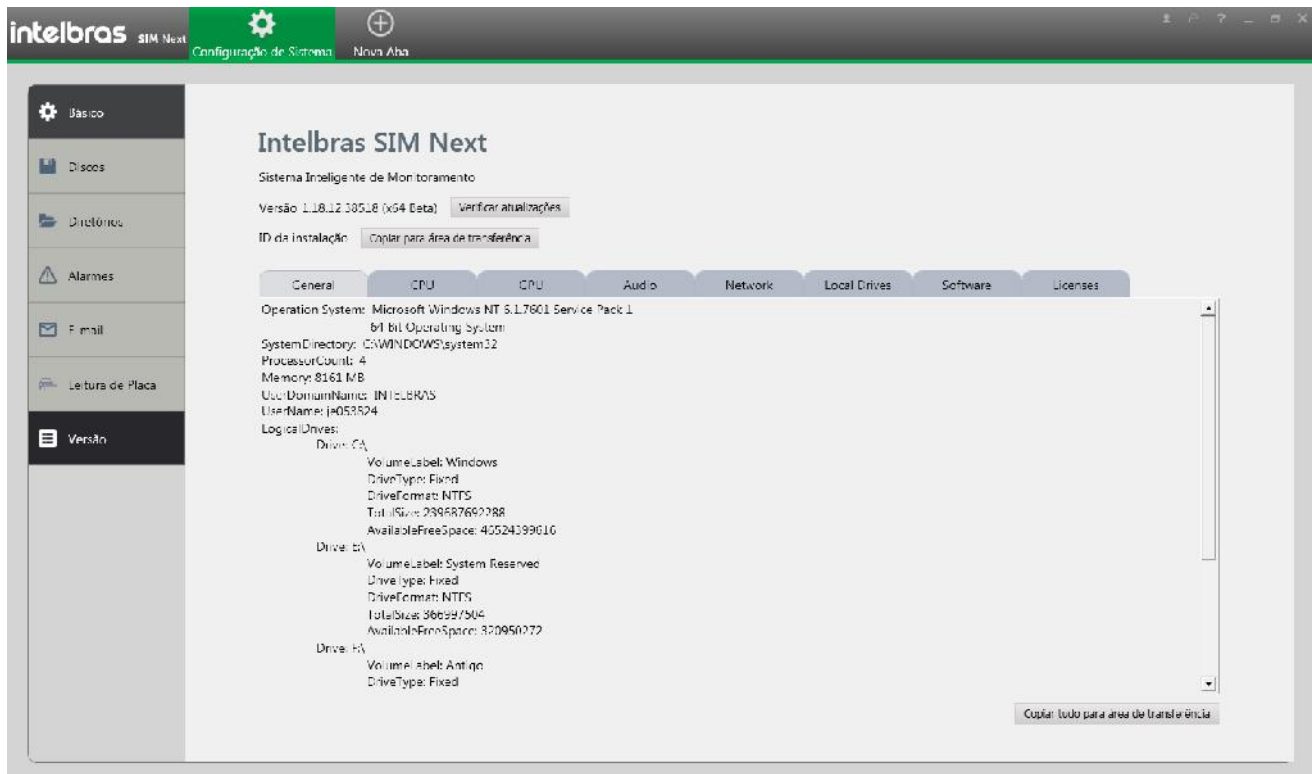 intelbras SIM Next
Configuração de Sistema
Nova Aba
Básico
Discos
Diretórios
Alarmes
E-mail
Leitura de Placa
Versão
Intelbras SIM Next
Sistema Inteligente de Monitoramento
Versão 1.18.12.38518 (x64 Beta) Verificar atualizações
ID da instalação Copiar para área de transferência
General CPU GPU Audio Network Local Drives Software Licenses
Operation System: Microsoft Windows NT 6.1.7601 Service Pack 1
64 Bit Operating System
SystemDirectory: C:\WINDOWS\system32
ProcessorCount: 4
Memory: 8161 MB
UserDomainName: INTELBRAS
UserName: je053824
LogicalDrives:
Drive: C:\
VolumeLabel: Windows
DriveType: Fixed
DriveFormat: NTFS
TotalSize: 239687692288
AvailableFreeSpace: 46524399616
Drive: E:\
VolumeLabel: System Reserved
DriveType: Fixed
DriveFormat: NTFS
TotalSize: 366997504
AvailableFreeSpace: 320950272
Drive: F:\
VolumeLabel: Antigo
DriveType: Fixed
Copiar tudo para área de transferência